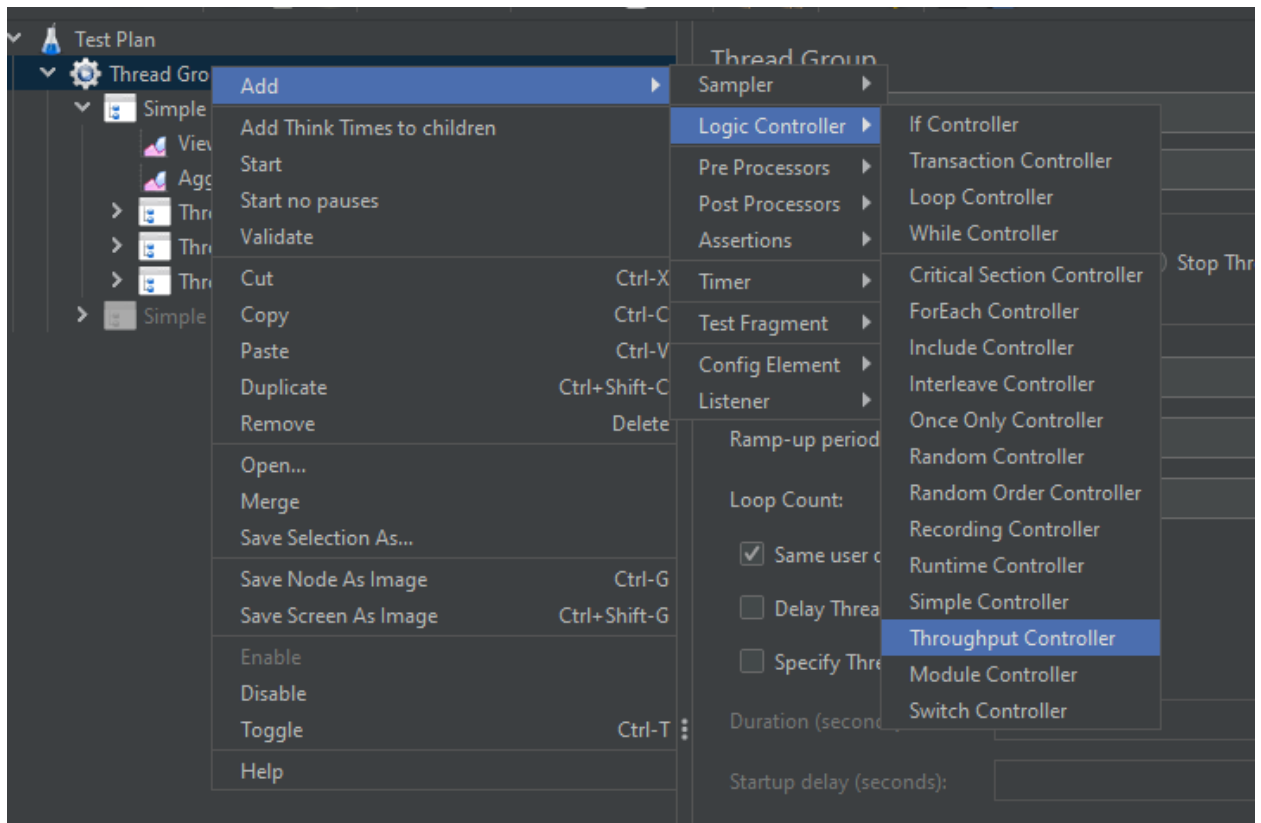 Test Plan
Thread Gro
Simple
View
Agg
Thr
Thr
Thr
Simple
Add
Add Think Times to children
Start
Start no pauses
Validate
Cut Ctrl-X
Copy Ctrl-C
Paste Ctrl-V
Duplicate Ctrl+Shift-C
Remove Delete
Open...
Merge
Save Selection As...
Save Node As Image Ctrl-G
Save Screen As Image Ctrl+Shift-G
Enable
Disable
Toggle Ctrl-T
Help
Sampler
Logic Controller
Pre Processors
Post Processors
Assertions
Timer
Test Fragment
Config Element
Listener
If Controller
Transaction Controller
Loop Controller
While Controller
Critical Section Controller
ForEach Controller
Include Controller
Interleave Controller
Once Only Controller
Random Controller
Random Order Controller
Recording Controller
Runtime Controller
Simple Controller
Throughput Controller
Module Controller
Switch Controller
Thread Group
Stop Thr
Ramp-up period
Loop Count:
Same user
Delay Threa
Specify Thre
Duration (secon
Startup delay (seconds):